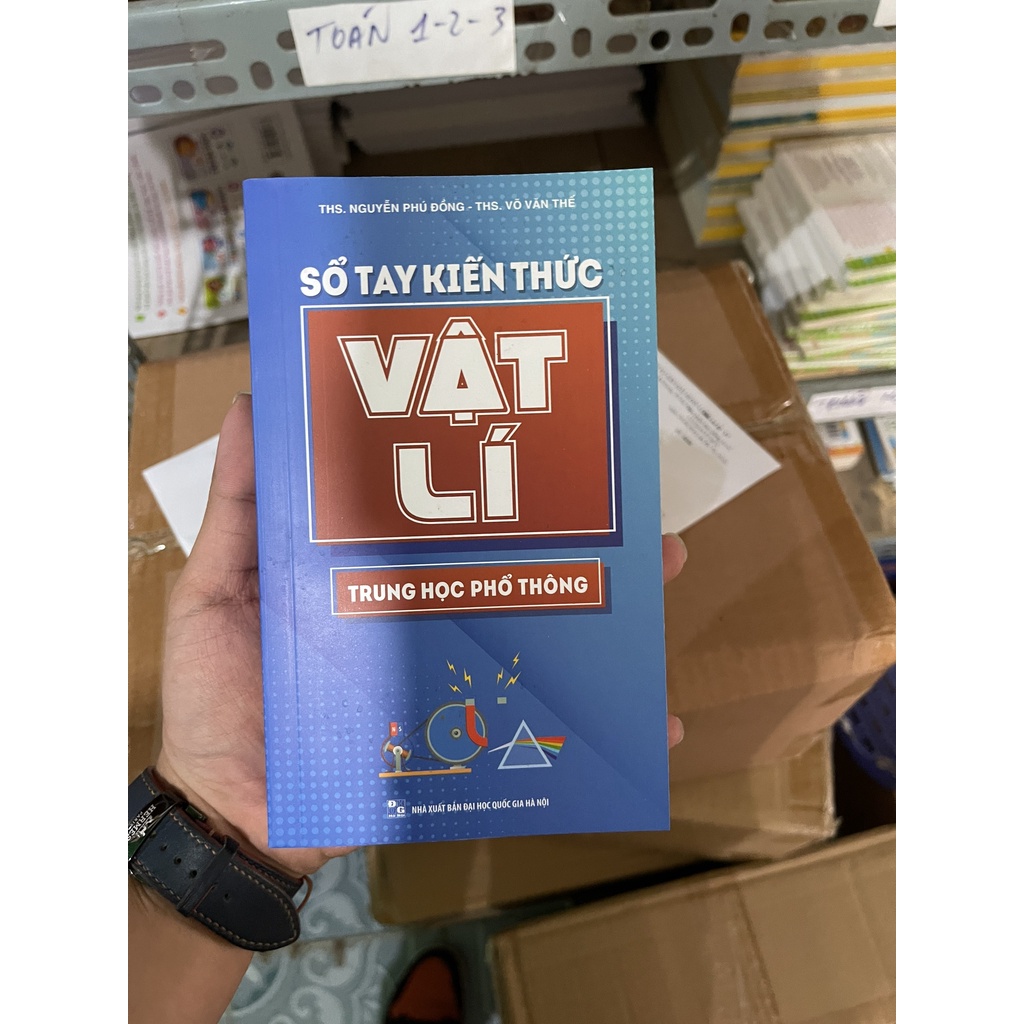 TOÁN 1-2-3
THS. NGUYỄN PHÚ ĐỒNG - THS. VÕ VĂN THẾ
SỔ TAY KIẾN THỨC
VẬT
LÍ
TRUNG HỌC PHỔ THÔNG
NHÀ XUẤT BẢN ĐẠI HỌC QUỐC GIA HÀ NỘI